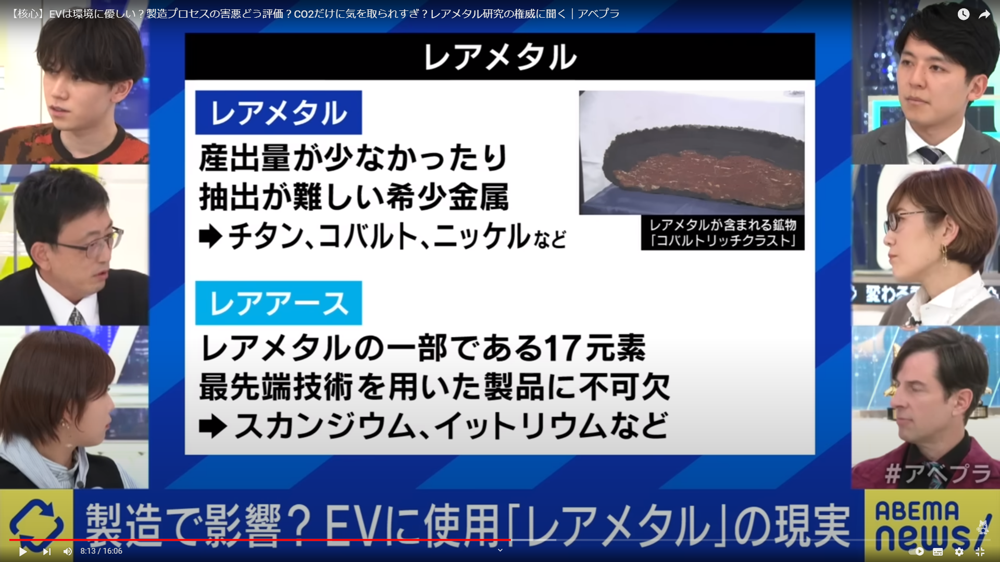 【核心】EVは環境に優しい？製造プロセスの害悪どう評価？CO2だけに気を取られすぎ？レアメタル研究の権威に聞く｜アベプラ
レアメタル
レアメタル
産出量が少なかったり
抽出が難しい希少金属
➡チタン、コバルト、ニッケルなど
レアメタルが含まれる鉱物
「コバルトリッチクラスト」
レアアース
レアメタルの一部である17元素
最先端技術を用いた製品に不可欠
➡スカンジウム、イットリウムなど
変わる
#アベプラ
製造で影響？EVに使用「レアメタル」の現実
ABEMA
news/
8:13 / 16:06